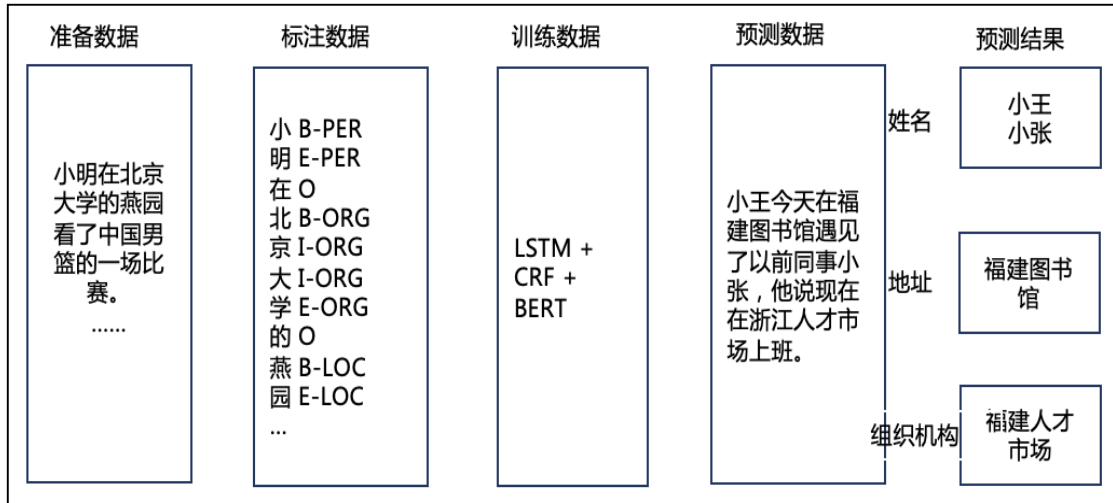 准备数据
标注数据
训练数据
预测数据
预测结果
小明在北京
大学的燕园
看了中国男
篮的一场比
赛。
……
小 B-PER
明 E-PER
在 O
北 B-ORG
京 I-ORG
大 I-ORG
学 E-ORG
的 O
燕 B-LOC
园 E-LOC
...
LSTM +
CRF +
BERT
小王今天在福
建图书馆遇见
了以前同事小
张，他说现在
在浙江人才市
场上班。
姓名
小王
小张
地址
福建图书
馆
组织机构
福建人才
市场